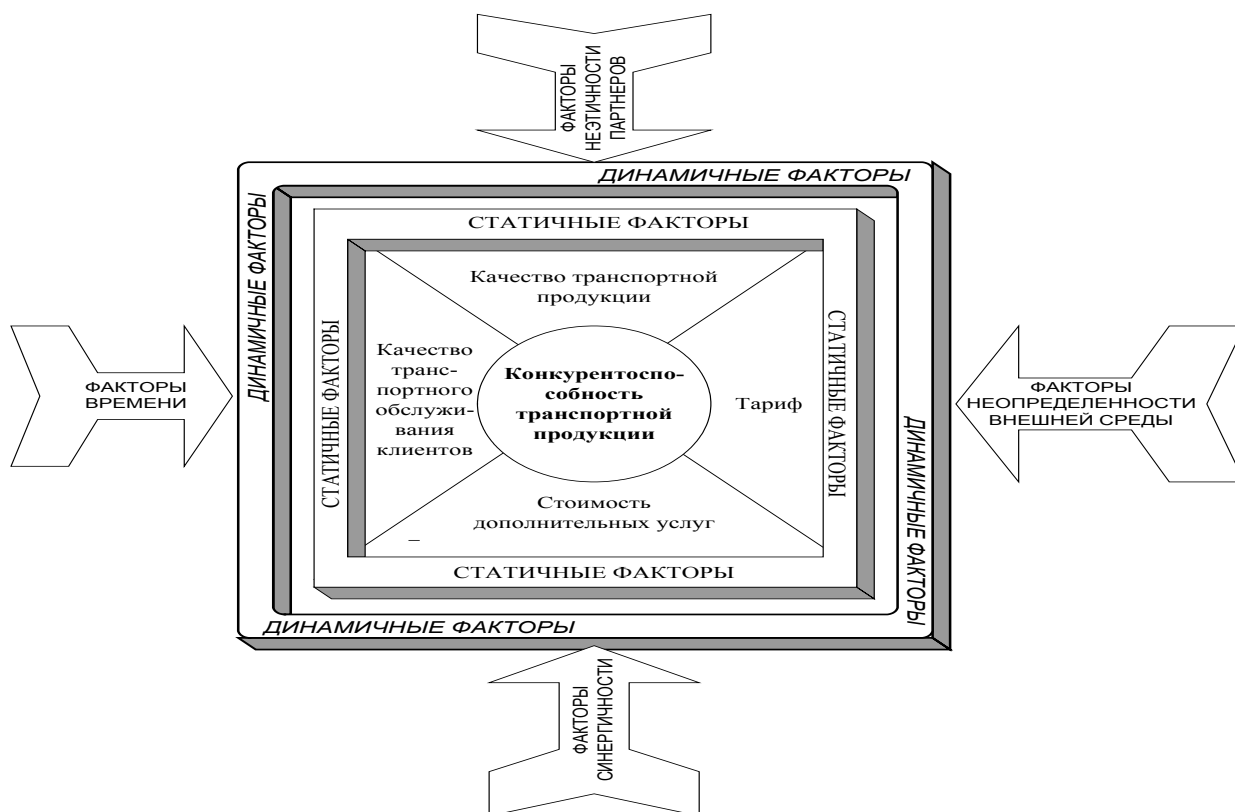 ФАКТОРЫ
НЕЭТИЧНОСТИ
ПАРТНЕРОВ
ДИНАМИЧНЫЕ ФАКТОРЫ
ДИНАМИЧНЫЕ ФАКТОРЫ
СТАТИЧНЫЕ ФАКТОРЫ
Качество транспортной
продукции
СТАТИЧНЫЕ ФАКТОРЫ
ФАКТОРЫ
ВРЕМЕНИ
Качество
транс-
портного
обслужи-
вания
клиентов
Конкурентоспо-
собность
транспортной
продукции
Тариф
СТАТИЧНЫЕ ФАКТОРЫ
ФАКТОРЫ
НЕОПРЕДЕЛЕННОСТИ
ВНЕШНЕЙ СРЕДЫ
ДИНАМИЧНЫЕ ФАКТОРЫ
Стоимость
дополнительных услуг
–
СТАТИЧНЫЕ ФАКТОРЫ
ДИНАМИЧНЫЕ ФАКТОРЫ
ФАКТОРЫ
СИНЕРГИЧНОСТИ